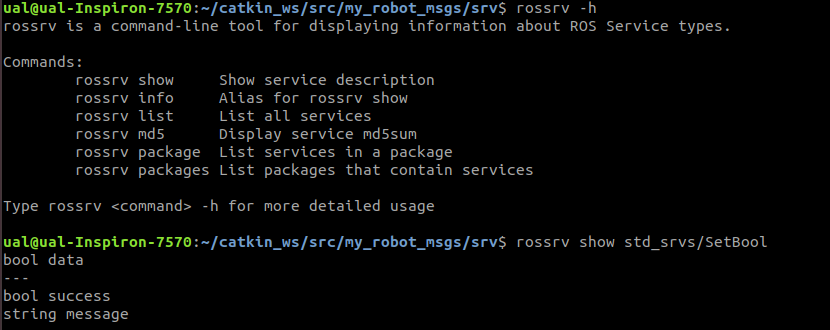 ual@ual-Inspiron-7570:~/catkin_ws/src/my_robot_msgs/srv$ rossrv -h
rossrv is a command-line tool for displaying information about ROS Service types.
Commands:
rossrv show Show service description
rossrv info Alias for rossrv show
rossrv list List all services
rossrv md5 Display service md5sum
rossrv package List services in a package
rossrv packages List packages that contain services
Type rossrv <command> -h for more detailed usage
ual@ual-Inspiron-7570:~/catkin_ws/src/my_robot_msgs/srv$ rossrv show std_srvs/SetBool
bool data
---
bool success
string message